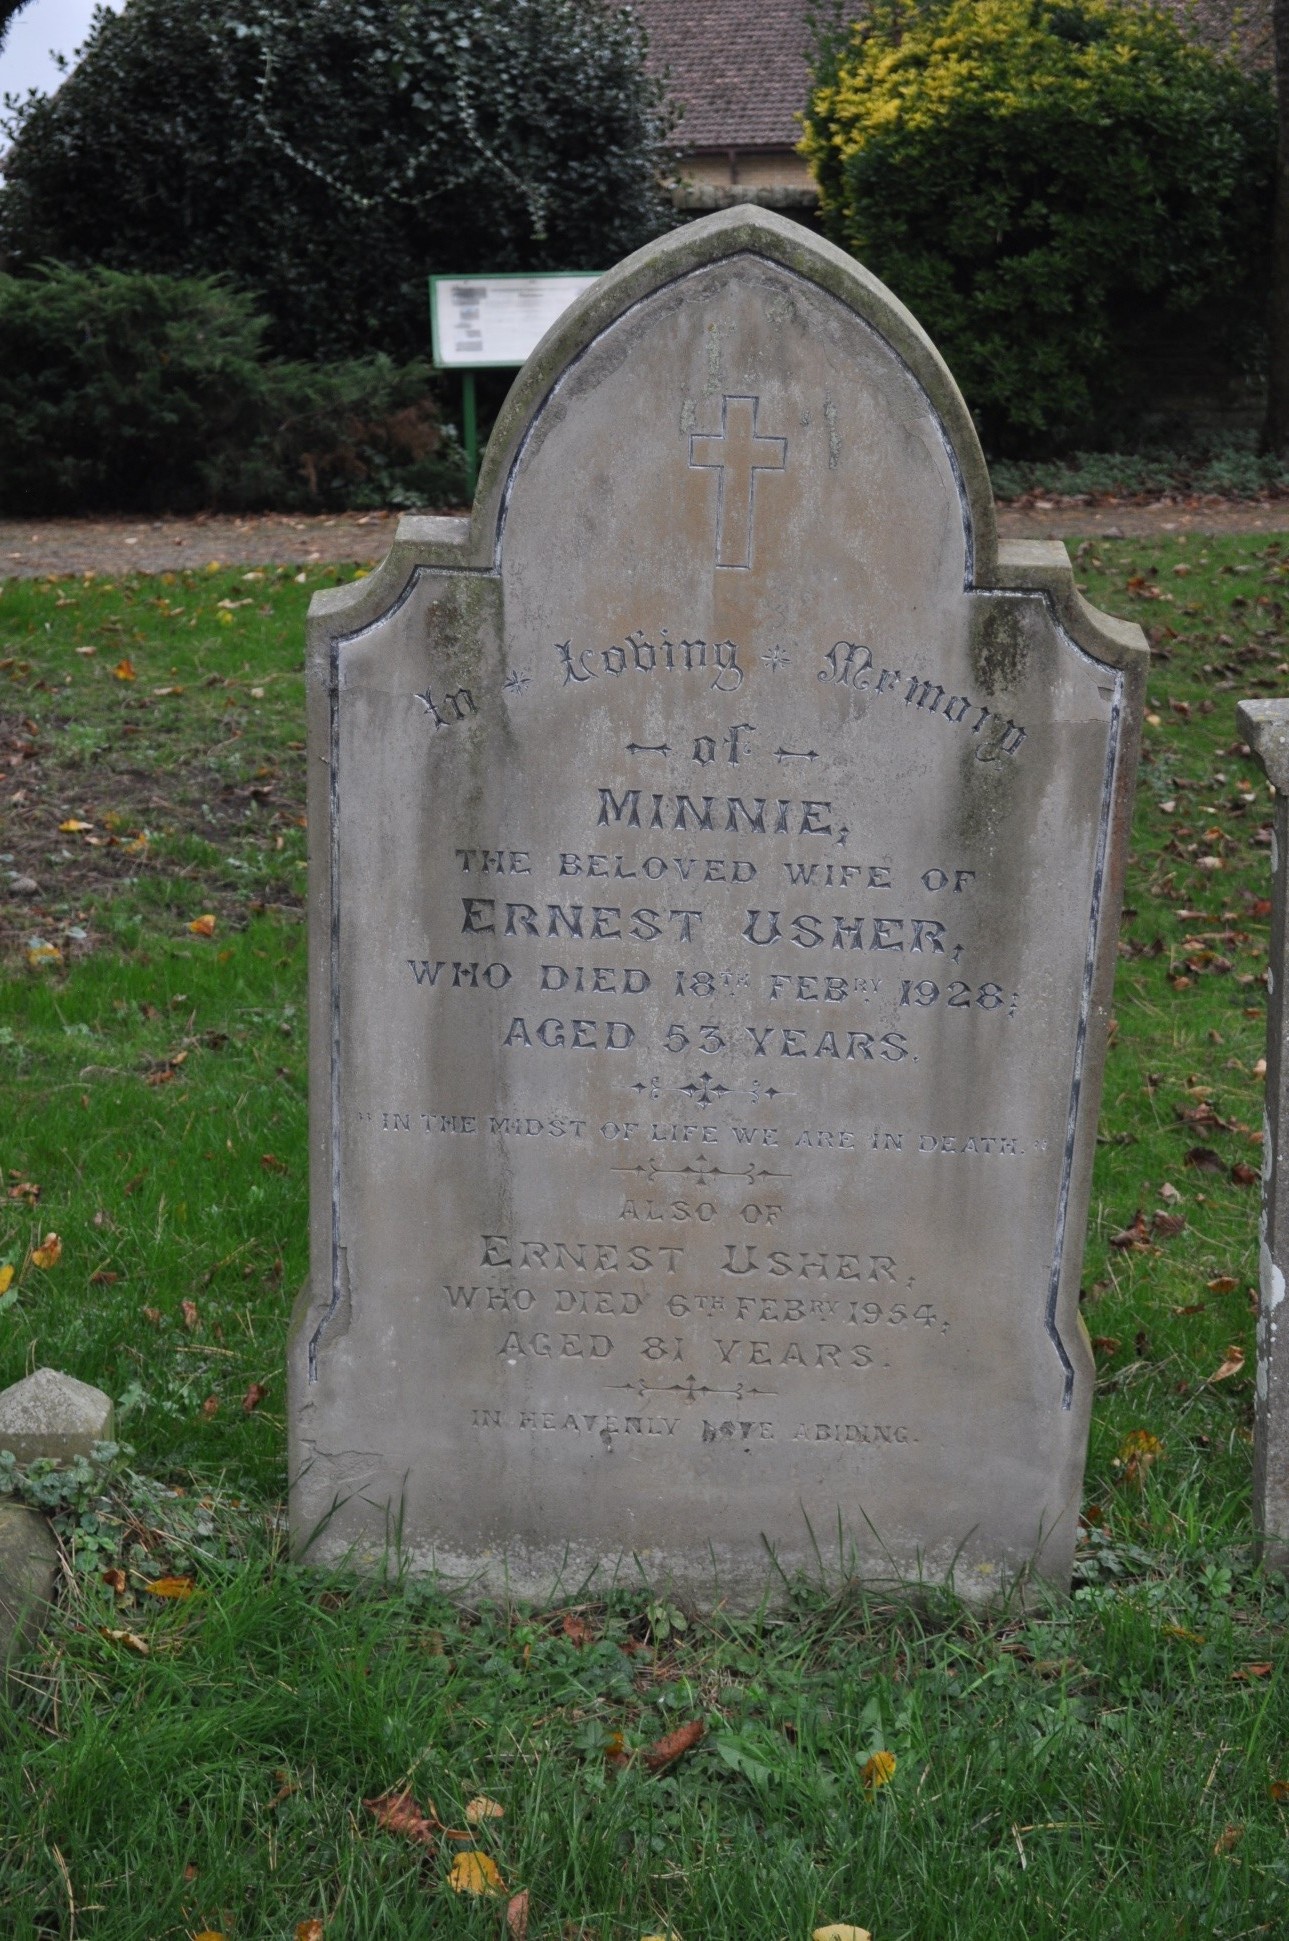 In * Loving * Memory
of
MINNIE,
THE BELOVED WIFE OF
ERNEST USHER,
WHO DIED 18TH FEBRY 1928;
AGED 53 YEARS.
"IN THE MIDST OF LIFE WE ARE IN DEATH."
ALSO OF
ERNEST USHER,
WHO DIED 6TH FEBRY 1954,
AGED 81 YEARS.
IN HEAVENLY LOVE ABIDING.